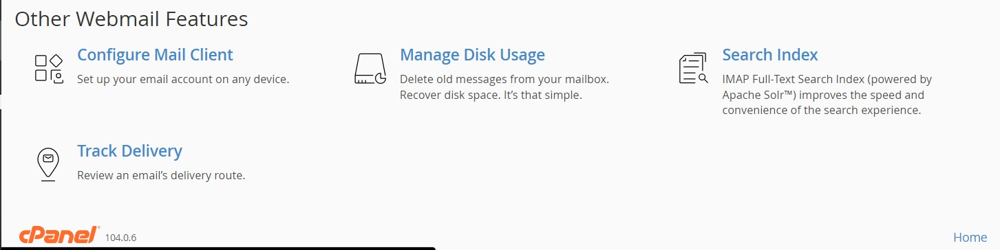 Other Webmail Features
Configure Mail Client
Set up your email account on any device.
Manage Disk Usage
Delete old messages from your mailbox.
Recover disk space. It’s that simple.
Search Index
IMAP Full-Text Search Index (powered by
Apache Solr™) improves the speed and
convenience of the search experience.
Track Delivery
Review an email’s delivery route.
cPanel® 104.0.6
Home